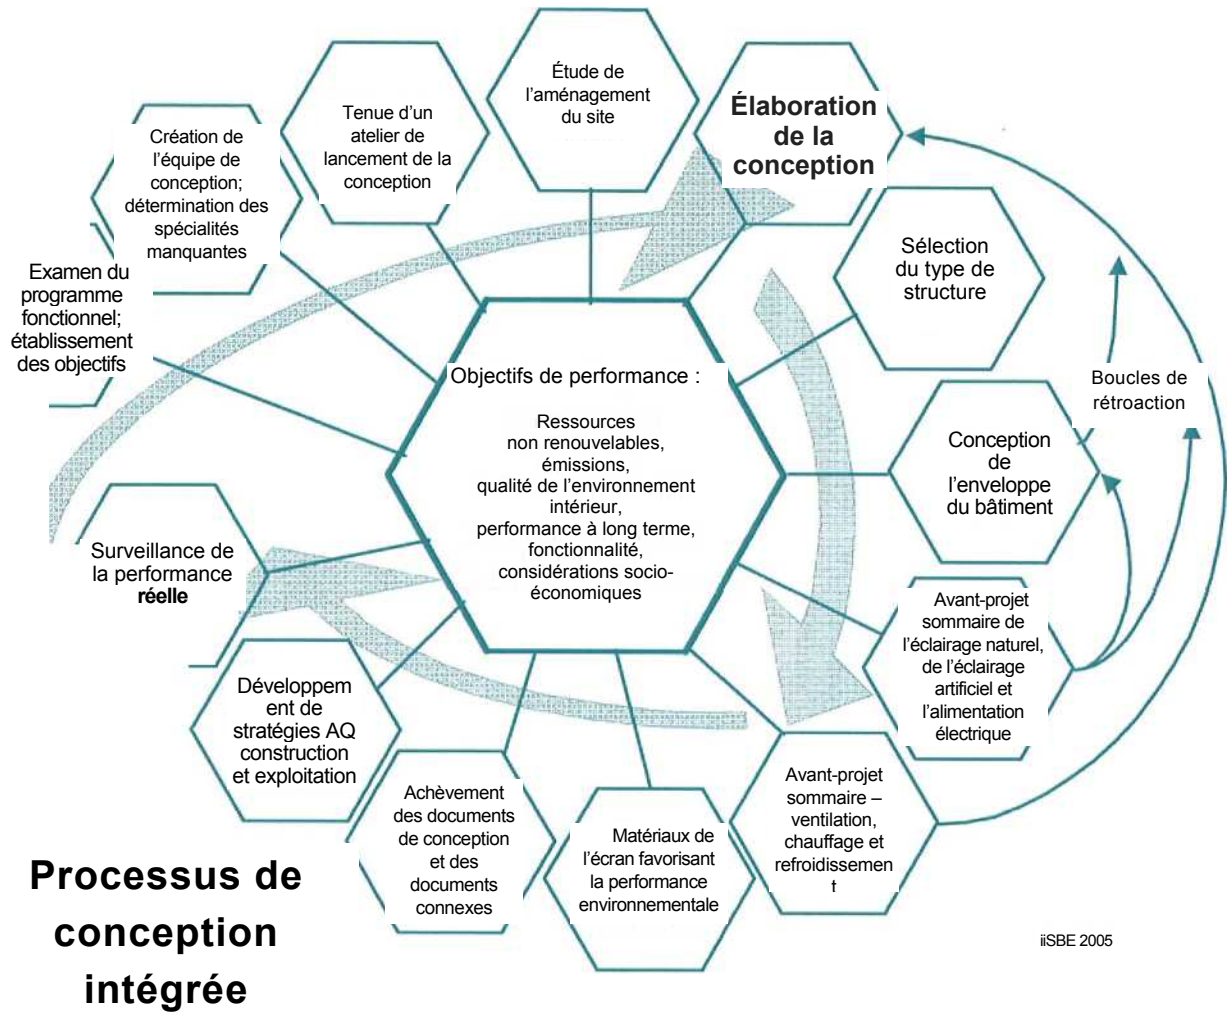 Étude de
l'aménagement
du site
Élaboration
de la
conception
Tenue d'un
atelier de
lancement de la
conception
Création de
l'équipe de
conception;
détermination des
spécialités
manquantes
Examen du
programme
fonctionnel;
établissement
des objectifs
Sélection
du type de
structure
Objectifs de performance :
Ressources
non renouvelables,
émissions,
qualité de l'environnement
intérieur,
performance à long terme,
fonctionnalité,
considérations socio-
économiques
Boucles de
rétroaction
Conception
de
l'enveloppe
du bâtiment
Surveillance de
la performance
réelle
Avant-projet
sommaire de
l'éclairage naturel,
de l'éclairage
artificiel et
l'alimentation
électrique
Développem
ent de
stratégies AQ
construction
et exploitation
Avant-projet
sommaire –
ventilation,
chauffage et
refroidissemen
t
Achèvement
des documents
de conception
et des
documents
connexes
Matériaux de
l'écran favorisant
la performance
environnementale
Processus de
conception
intégrée
iiSBE 2005